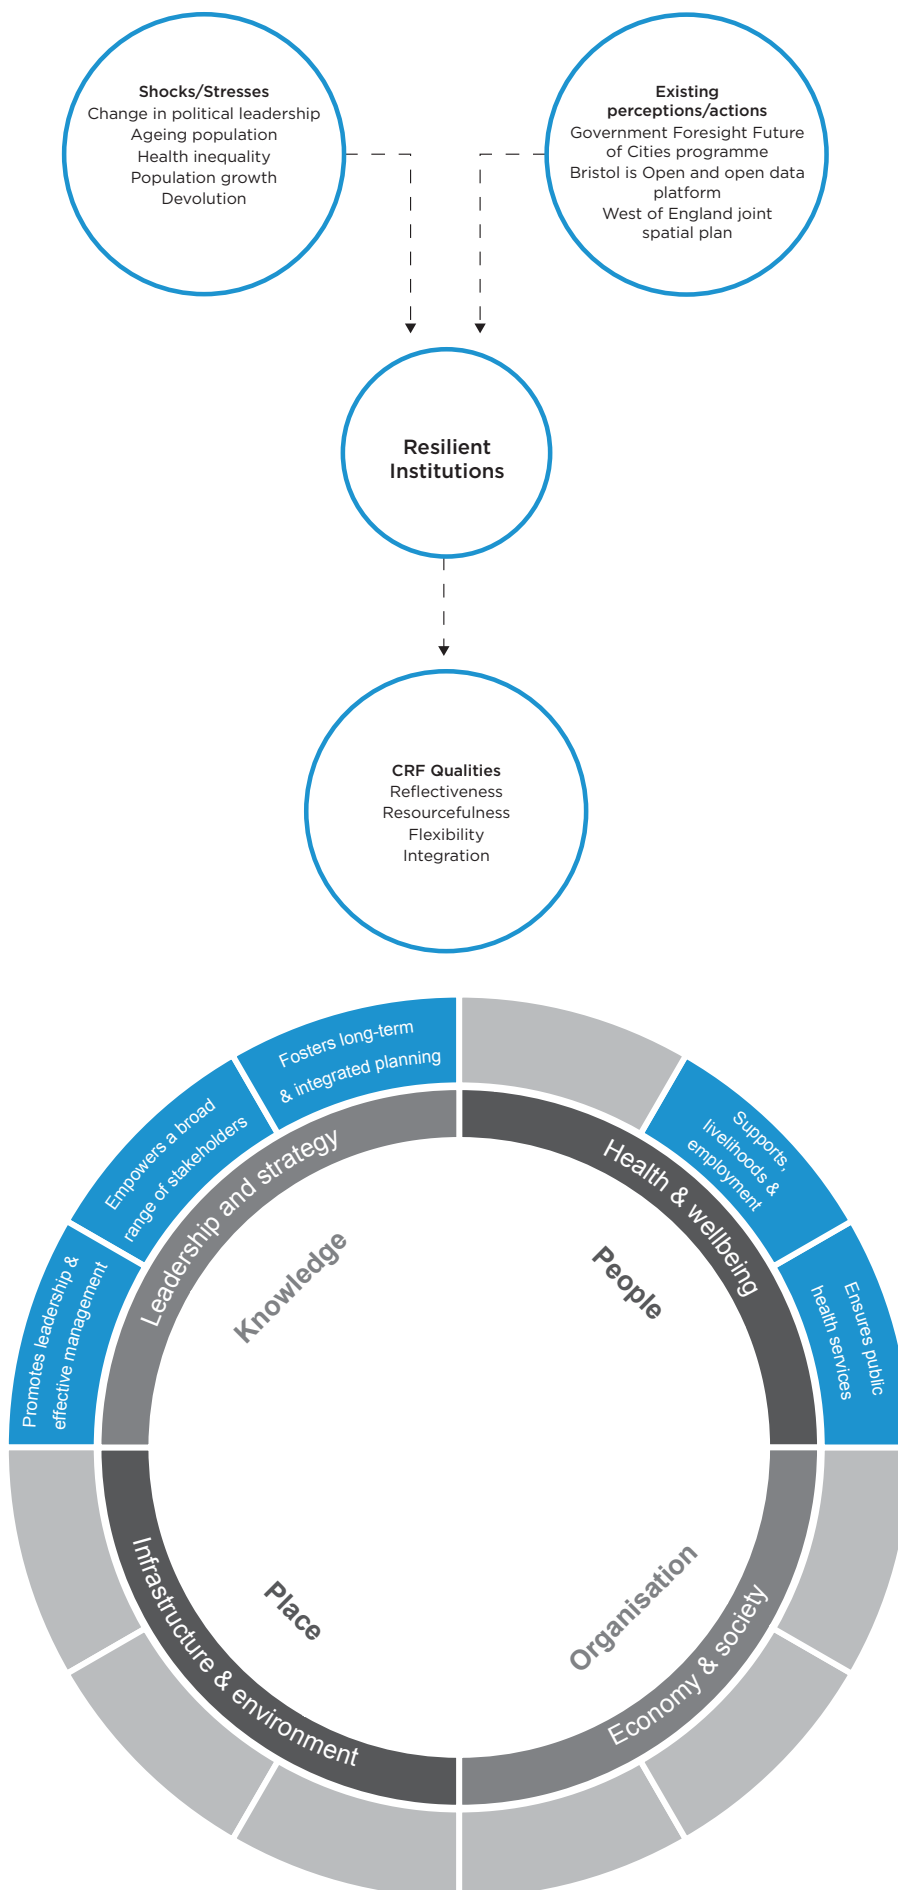 Shocks/Stresses
Change in political leadership
Ageing population
Health inequality
Population growth
Devolution
Existing
perceptions/actions
Government Foresight Future
of Cities programme
Bristol is Open and open data
platform
West of England joint
spatial plan
Resilient
Institutions
CRF Qualities
Reflectiveness
Resourcefulness
Flexibility
Integration
Fosters long-term
& integrated planning
Empowers a broad
range of stakeholders
Promotes leadership &
effective management
Supports,
livelihoods &
employment
Ensures public
health services
Leadership and strategy
Health & wellbeing
Knowledge
People
Place
Organisation
Infrastructure & environment
Economy & society